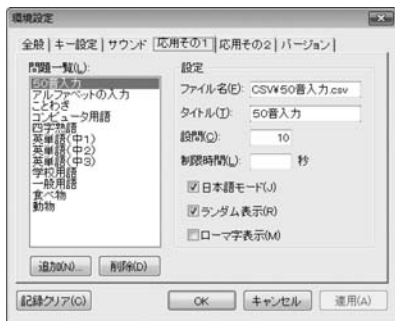 環境設定
全般 キー設定 サウンド 応用その1 応用その2 バージョン
問題一覧(L):
50音入力
アルファベットの入力
ことわざ
コンピュータ用語
四字熟語
英単語(中1)
英単語(中2)
英単語(中3)
学校用語
一般用語
食べ物
動物
追加(N)... 削除(D)
設定
ファイル名(F): CSV¥50音入力.csv
タイトル(T): 50音入力
設問(C): 10
制限時間(L): 秒
日本語モード(J)
ランダム表示(R)
ローマ字表示(M)
記録クリア(C) OK キャンセル 適用(A)